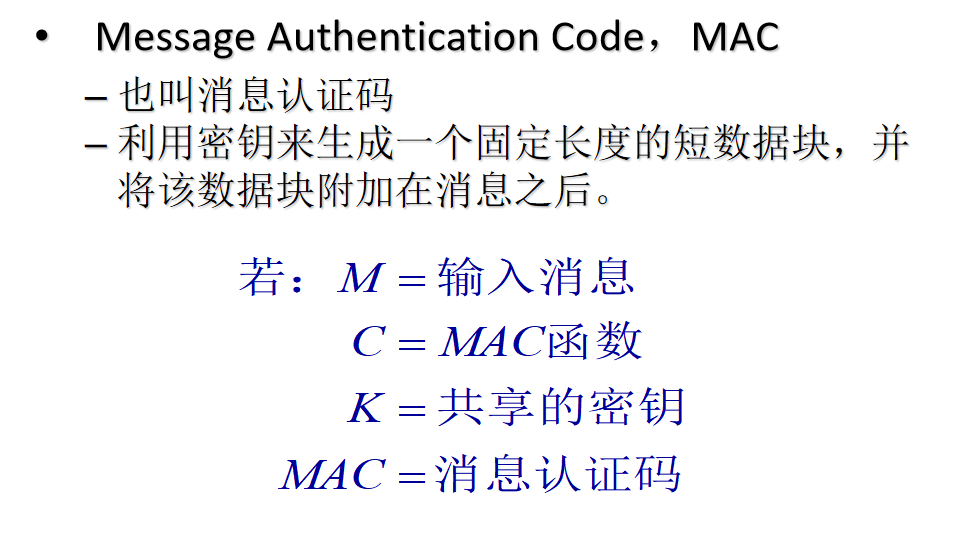 • Message Authentication Code，MAC
– 也叫消息认证码
– 利用密钥来生成一个固定长度的短数据块，并
将该数据块附加在消息之后。
若：M = 输入消息
C = MAC函数
K = 共享的密钥
MAC = 消息认证码